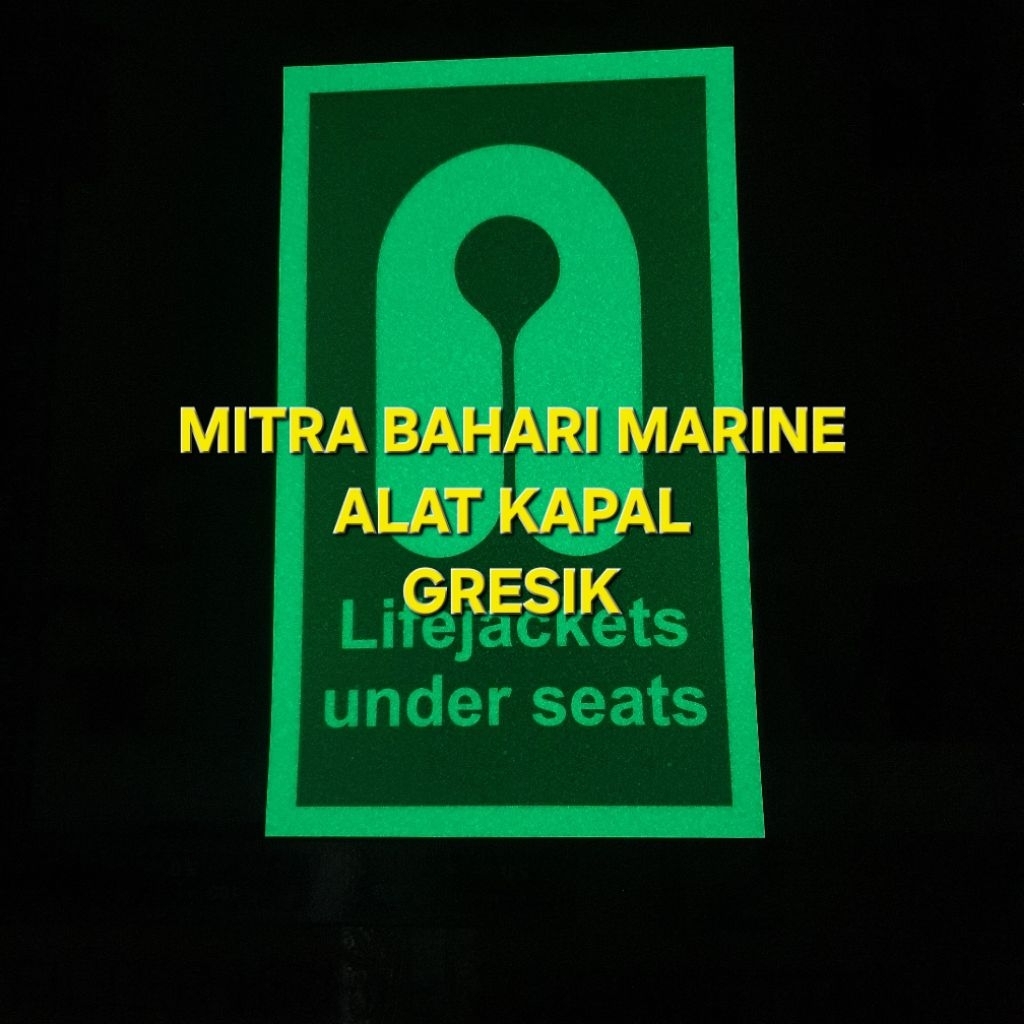 MITRA BAHARI MARINE
ALAT KAPAL
GRESIK
Lifejackets
under seats